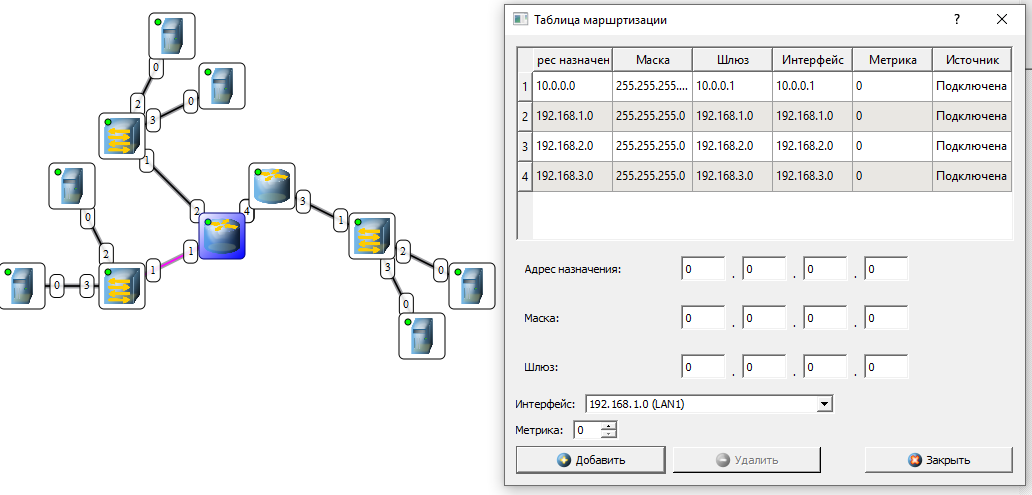 Таблица маршртизации
?
рес назначен Маска Шлюз Интерфейс Метрика Источник
1 10.0.0.0 255.255.255.... 10.0.0.1 10.0.0.1 0 Подключена
2 192.168.1.0 255.255.255.0 192.168.1.0 192.168.1.0 0 Подключена
3 192.168.2.0 255.255.255.0 192.168.2.0 192.168.2.0 0 Подключена
4 192.168.3.0 255.255.255.0 192.168.3.0 192.168.3.0 0 Подключена
Адрес назначения: 0 . 0 . 0 . 0
Маска: 0 . 0 . 0 . 0
Шлюз: 0 . 0 . 0 . 0
Интерфейс: 192.168.1.0 (LAN1)
Метрика: 0
Добавить Удалить Закрыть
0
2
0
3
1
0
2
4
3
1
2
0
2
1
1
3
0
0
3
0